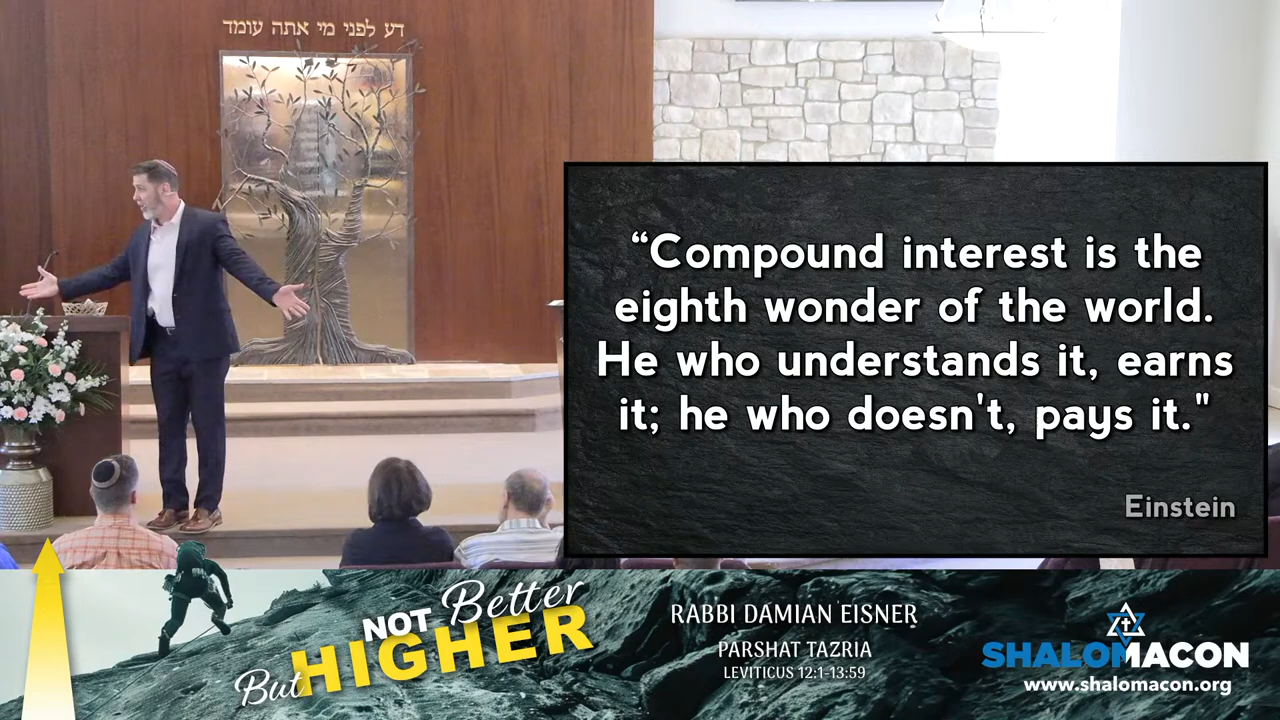 דע לפני מי אתה עומד
“Compound interest is the
eighth wonder of the world.
He who understands it, earns
it; he who doesn't, pays it."
Einstein
NOT Better
But HIGHER
RABBI DAMIAN EISNER
PARSHAT TAZRIA
LEVITICUS 12:1-13:59
SHALOMMACON
www.shalomacon.org